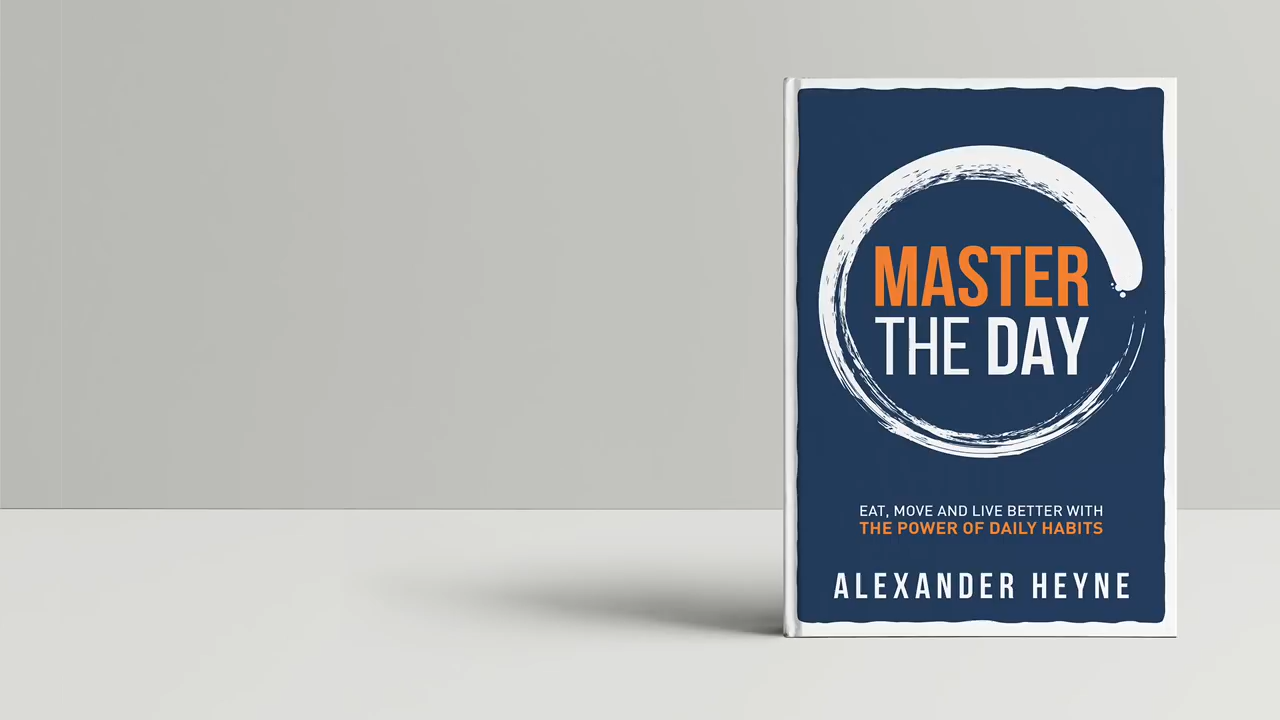 MASTER
THE DAY
EAT, MOVE AND LIVE BETTER WITH
THE POWER OF DAILY HABITS
ALEXANDER HEYNE